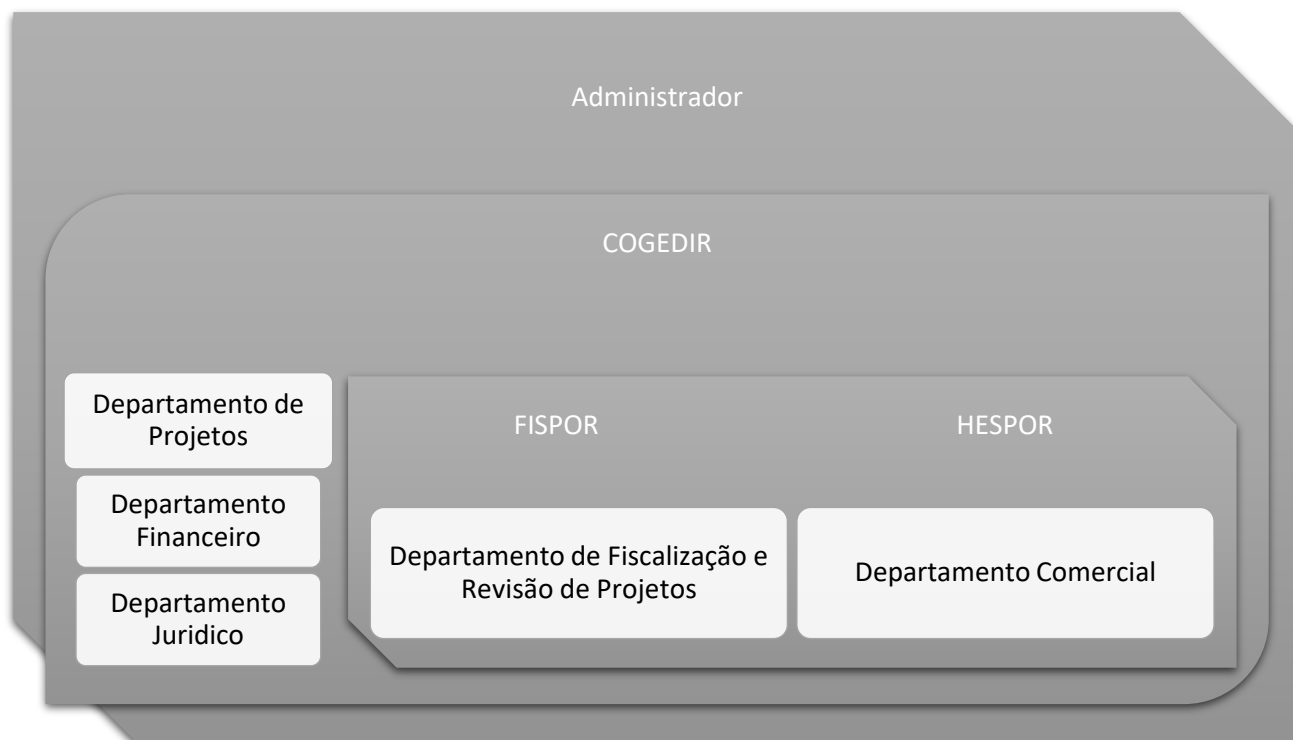 Administrador
COGEDIR
Departamento de
Projetos
Departamento
Financeiro
Departamento
Juridico
FISPOR
HESPOR
Departamento de Fiscalização e
Revisão de Projetos
Departamento Comercial